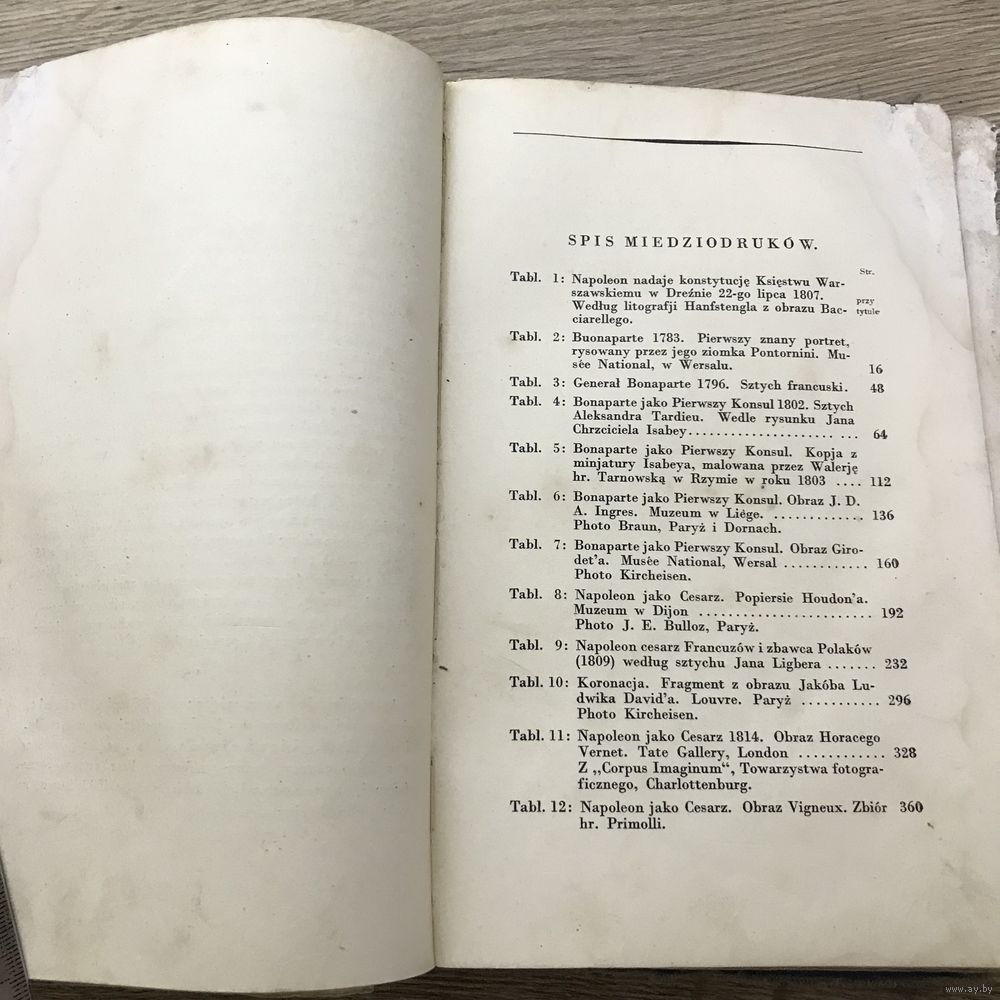 SPIS MIEDZIODRUKÓW.
Str.
Tabl. 1: Napoleon nadaje konstytucję Księstwu War-
szawskiemu w Dreźnie 22-go lipca 1807.
Według litografji Hanfstengla z obrazu Bac-
ciarellego.
przy
tytule
Tabl. 2: Buonaparte 1783. Pierwszy znany portret,
rysowany przez jego ziomka Pontornini. Mu-
sée National, w Wersalu. 16
Tabl. 3: Generał Bonaparte 1796. Sztych francuski. 48
Tabl. 4: Bonaparte jako Pierwszy Konsul 1802. Sztych
Aleksandra Tardieu. Wedle rysunku Jana
Chrzciciela Isabey...................... ... 64
Tabl. 5: Bonaparte jako Pierwszy Konsul. Kopja z
minjatury Isabeya, malowana przez Walerję
hr. Tarnowską w Rzymie w roku 1803 .... 112
Tabl. 6: Bonaparte jako Pierwszy Konsul. Obraz J. D.
A. Ingres. Muzeum w Liége. ............. 136
Photo Braun, Paryż i Dornach.
Tabl. 7: Bonaparte jako Pierwszy Konsul. Obraz Giro-
det'a. Musée National, Wersal ............ 160
Photo Kircheisen.
Tabl. 8: Napoleon jako Cesarz. Popiersie Houdon'a.
Muzeum w Dijon ......................... 192
Photo J. E. Bulloz, Paryż.
Tabl. 9: Napoleon cesarz Francuzów i zbawca Polaków
(1809) według sztychu Jana Ligbera ....... 232
Tabl. 10: Koronacja. Fragment z obrazu Jakóba Lu-
dwika David'a. Louvre. Paryż ........... 296
Photo Kircheisen.
Tabl. 11: Napoleon jako Cesarz 1814. Obraz Horacego
Vernet. Tate Gallery, London ............ 328
Z „Corpus Imaginum“, Towarzystwa fotogra-
ficznego, Charlottenburg.
Tabl. 12: Napoleon jako Cesarz. Obraz Vigneux. Zbiór 360
hr. Primolli.
www.ay.by